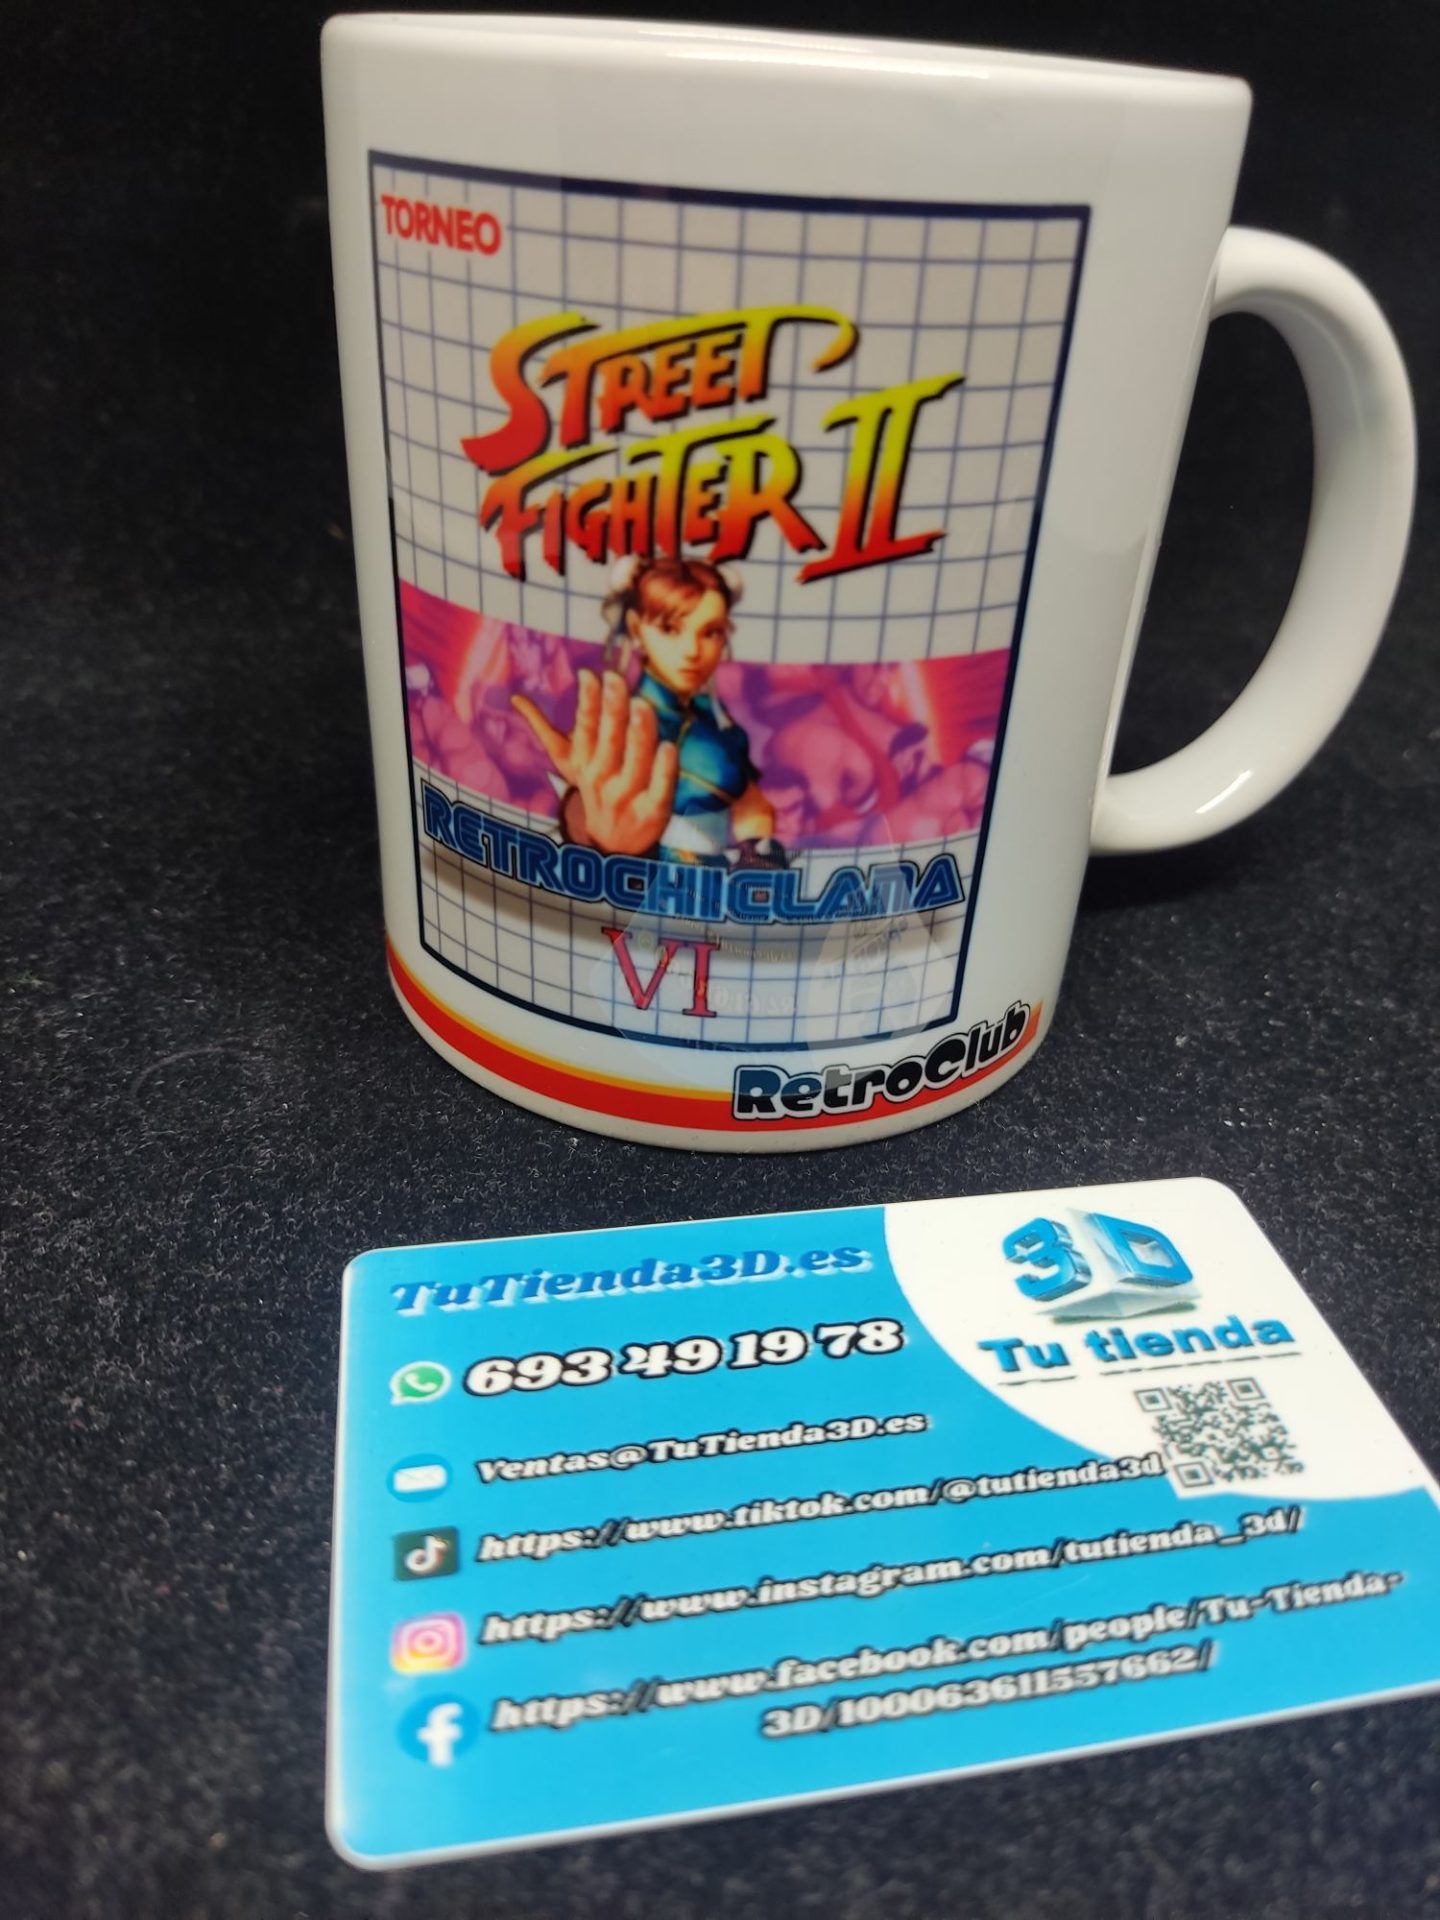 TORNEO
STREET
FIGHTER II
RETROCHICLANA
VI
RetroClub
TuTienda3D.es
3D
693 49 19 78
Tu tienda
Ventas@TuTienda3D.es
https://www.tiktok.com/@tutienda3d
https://www.instagram.com/tutienda_3d/
https://www.facebook.com/people/Tu-Tienda-
3D/100063611557662/